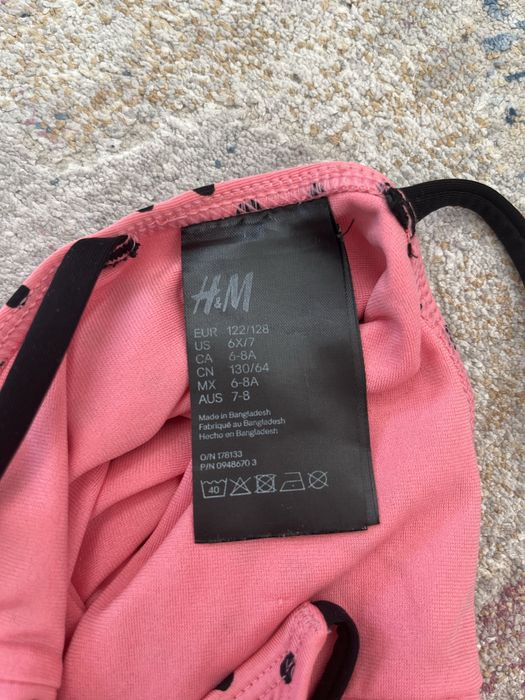 H&M
EUR 122/128
US 6X/7
CA 6-8A
CN 130/64
MX 6-8A
AUS 7-8
Made in Bangladesh
Fabriqué au Bangladesh
Hecho en Bangladesh
O/N 178133
P/N 0948670 3
40